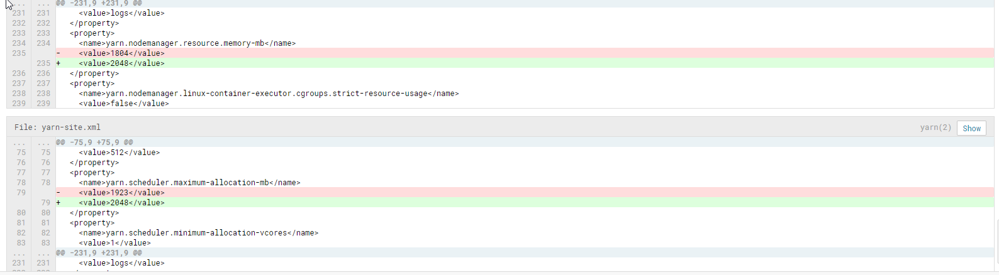 ... ... @@ -231,9 +231,9 @@
231 231 <value>logs</value>
232 232 </property>
233 233 <property>
234 234 <name>yarn.nodemanager.resource.memory-mb</name>
235 - <value>1804</value>
235 + <value>2048</value>
236 236 </property>
237 237 <property>
238 238 <name>yarn.nodemanager.linux-container-executor.cgroups.strict-resource-usage</name>
239 239 <value>false</value>
File: yarn-site.xml yarn(2) Show
... ... @@ -75,9 +75,9 @@
75 75 <value>512</value>
76 76 </property>
77 77 <property>
78 78 <name>yarn.scheduler.maximum-allocation-mb</name>
79 - <value>1923</value>
79 + <value>2048</value>
80 80 </property>
81 81 <property>
82 82 <name>yarn.scheduler.minimum-allocation-vcores</name>
83 83 <value>1</value>
... ... @@ -231,9 +231,9 @@
231 231 <value>logs</value>